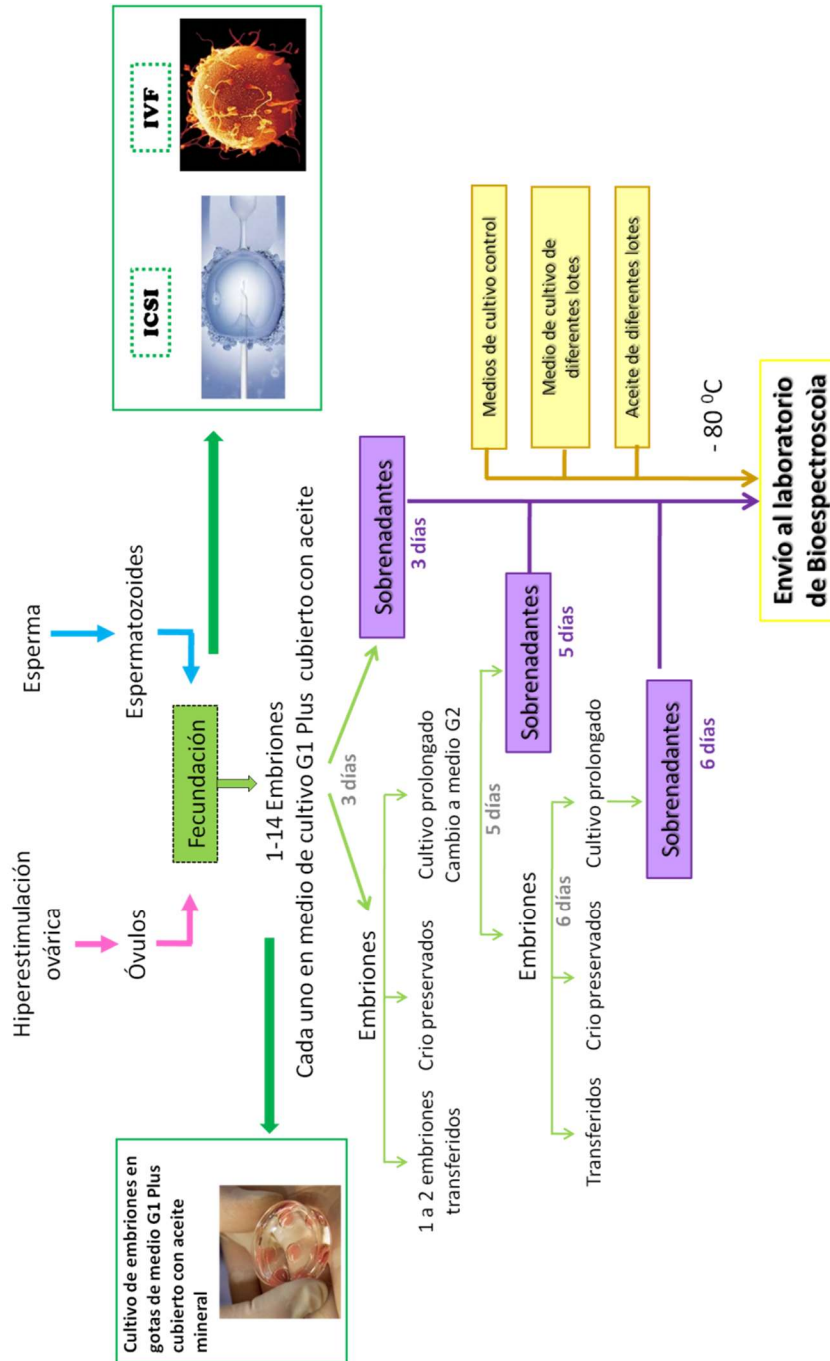 Hiperestimulación
ovárica
Óvulos
Esperma
Espermatozoides
Fecundación
ICSI
IVF
Cultivo de embriones en
gotas de medio G1 Plus
cubierto con aceite
mineral
1-14 Embriones
Cada uno en medio de cultivo G1 Plus cubierto con aceite
3 días
Embriones
Sobrenadantes
3 días
1 a 2 embriones
transferidos
Crio preservados
Cultivo prolongado
Cambio a medio G2
5 días
Embriones
Sobrenadantes
5 días
6 días
Transferidos
Crio preservados
Cultivo prolongado
Sobrenadantes
6 días
Medios de cultivo control
Medio de cultivo de
diferentes lotes
Aceite de diferentes lotes
- 80 ⁰C
Envío al laboratorio
de Bioespectroscoìa